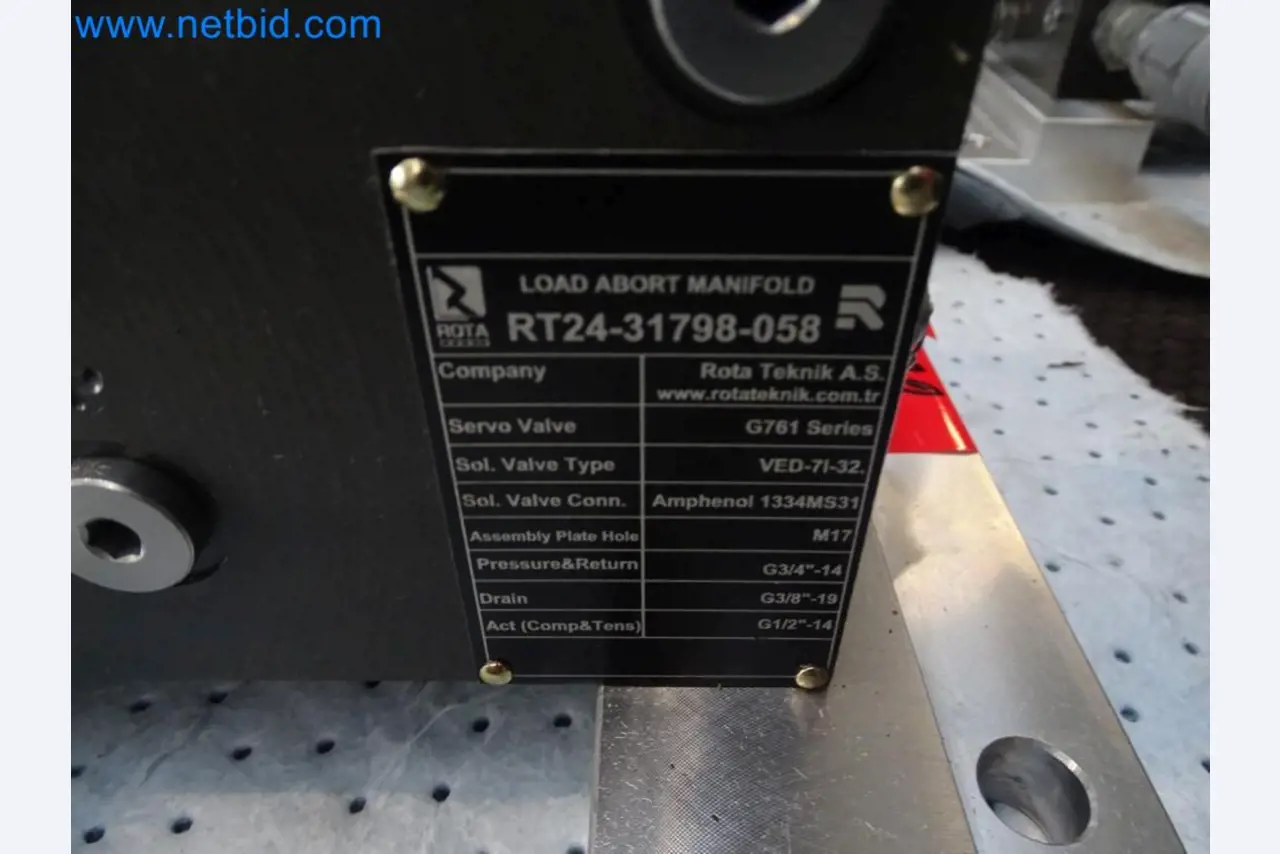 www.netbid.com
LOAD ABORT MANIFOLD
ROTA
RT24-31798-058
Company Rota Teknik A.S.
www.rotateknik.com.tr
Servo Valve G761 Series
Sol. Valve Type VED-7I-32.
Sol. Valve Conn. Amphenol 1334MS31
Assembly Plate Hole M17
Pressure&Return G3/4"-14
Drain G3/8"-19
Act (Comp&Tens) G1/2"-14